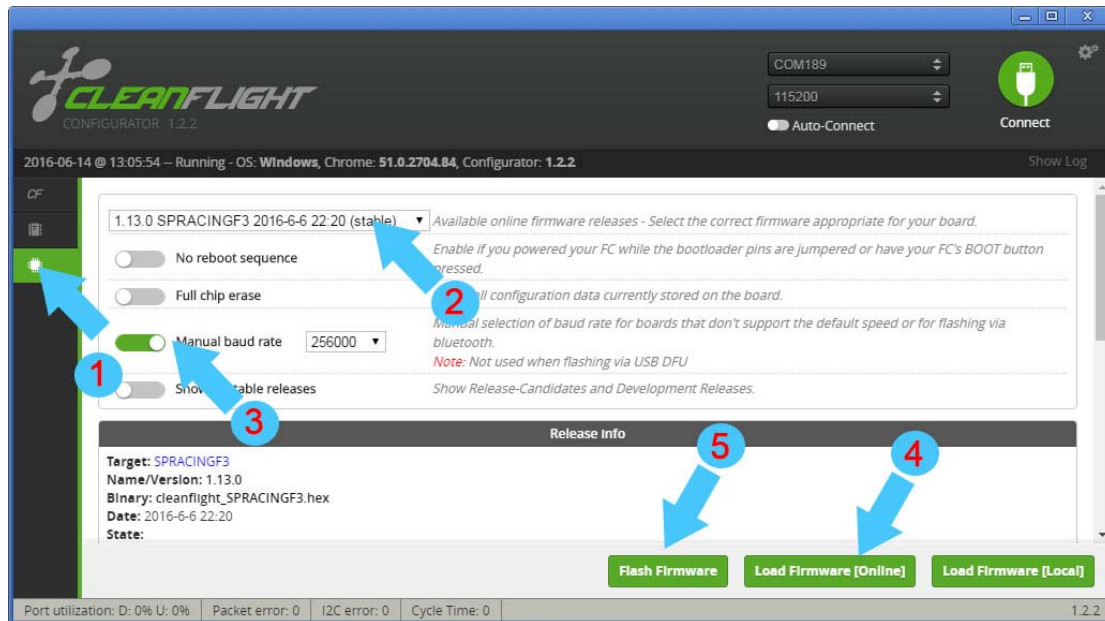 CLEANFLIGHT
CONFIGURATOR 1.2.2
COM189
115200
Auto-Connect
Connect
2016-06-14 @ 13:05:54 -- Running - OS: Windows, Chrome: 51.0.2704.84, Configurator: 1.2.2
Show Log
CF
1.13.0 SPRACINGF3 2016-6-6 22:20 (stable)
Available online firmware releases - Select the correct firmware appropriate for your board.
No reboot sequence
Enable if you powered your FC while the bootloader pins are jumpered or have your FC's BOOT button
pressed.
Full chip erase
all configuration data currently stored on the board.
Manual baud rate
256000
Manual selection of baud rate for boards that don't support the default speed or for flashing via
bluetooth.
Note: Not used when flashing via USB DFU
Show releases
Show Release-Candidates and Development Releases.
1
2
3
Release Info
5
4
Target: SPRACINGF3
Name/Version: 1.13.0
Binary: cleanflight_SPRACINGF3.hex
Date: 2016-6-6 22:20
State:
Flash Firmware
Load Firmware [Online]
Load Firmware [Local]
Port utilization: D: 0% U: 0%
Packet error: 0
I2C error: 0
Cycle Time: 0
1.2.2